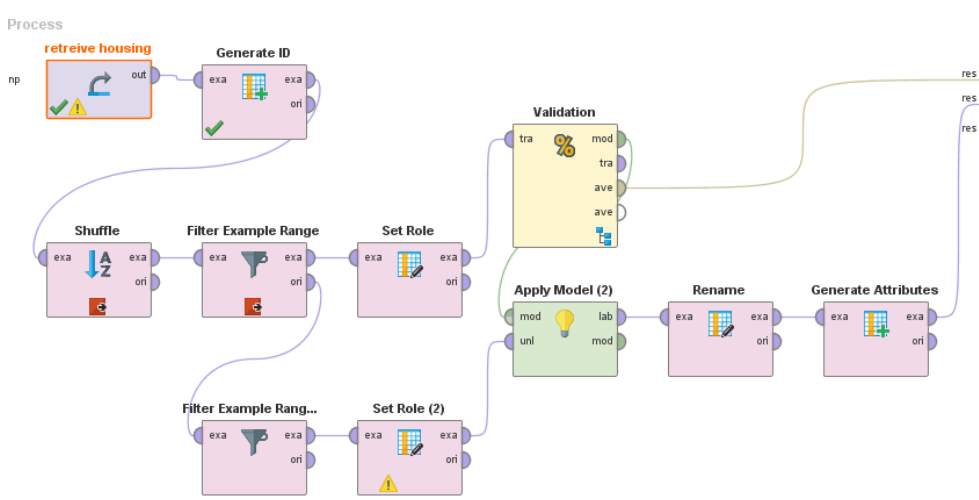 Process
retreive housing
Generate ID
np
out
exa
exa
ori
res
res
res
Validation
tra
mod
tra
ave
ave
Shuffle
exa
exa
ori
Filter Example Range
exa
exa
ori
Set Role
exa
exa
ori
Apply Model (2)
mod
lab
unl
mod
Rename
exa
exa
ori
Generate Attributes
exa
exa
ori
Filter Example Rang...
exa
exa
ori
Set Role (2)
exa
exa
ori